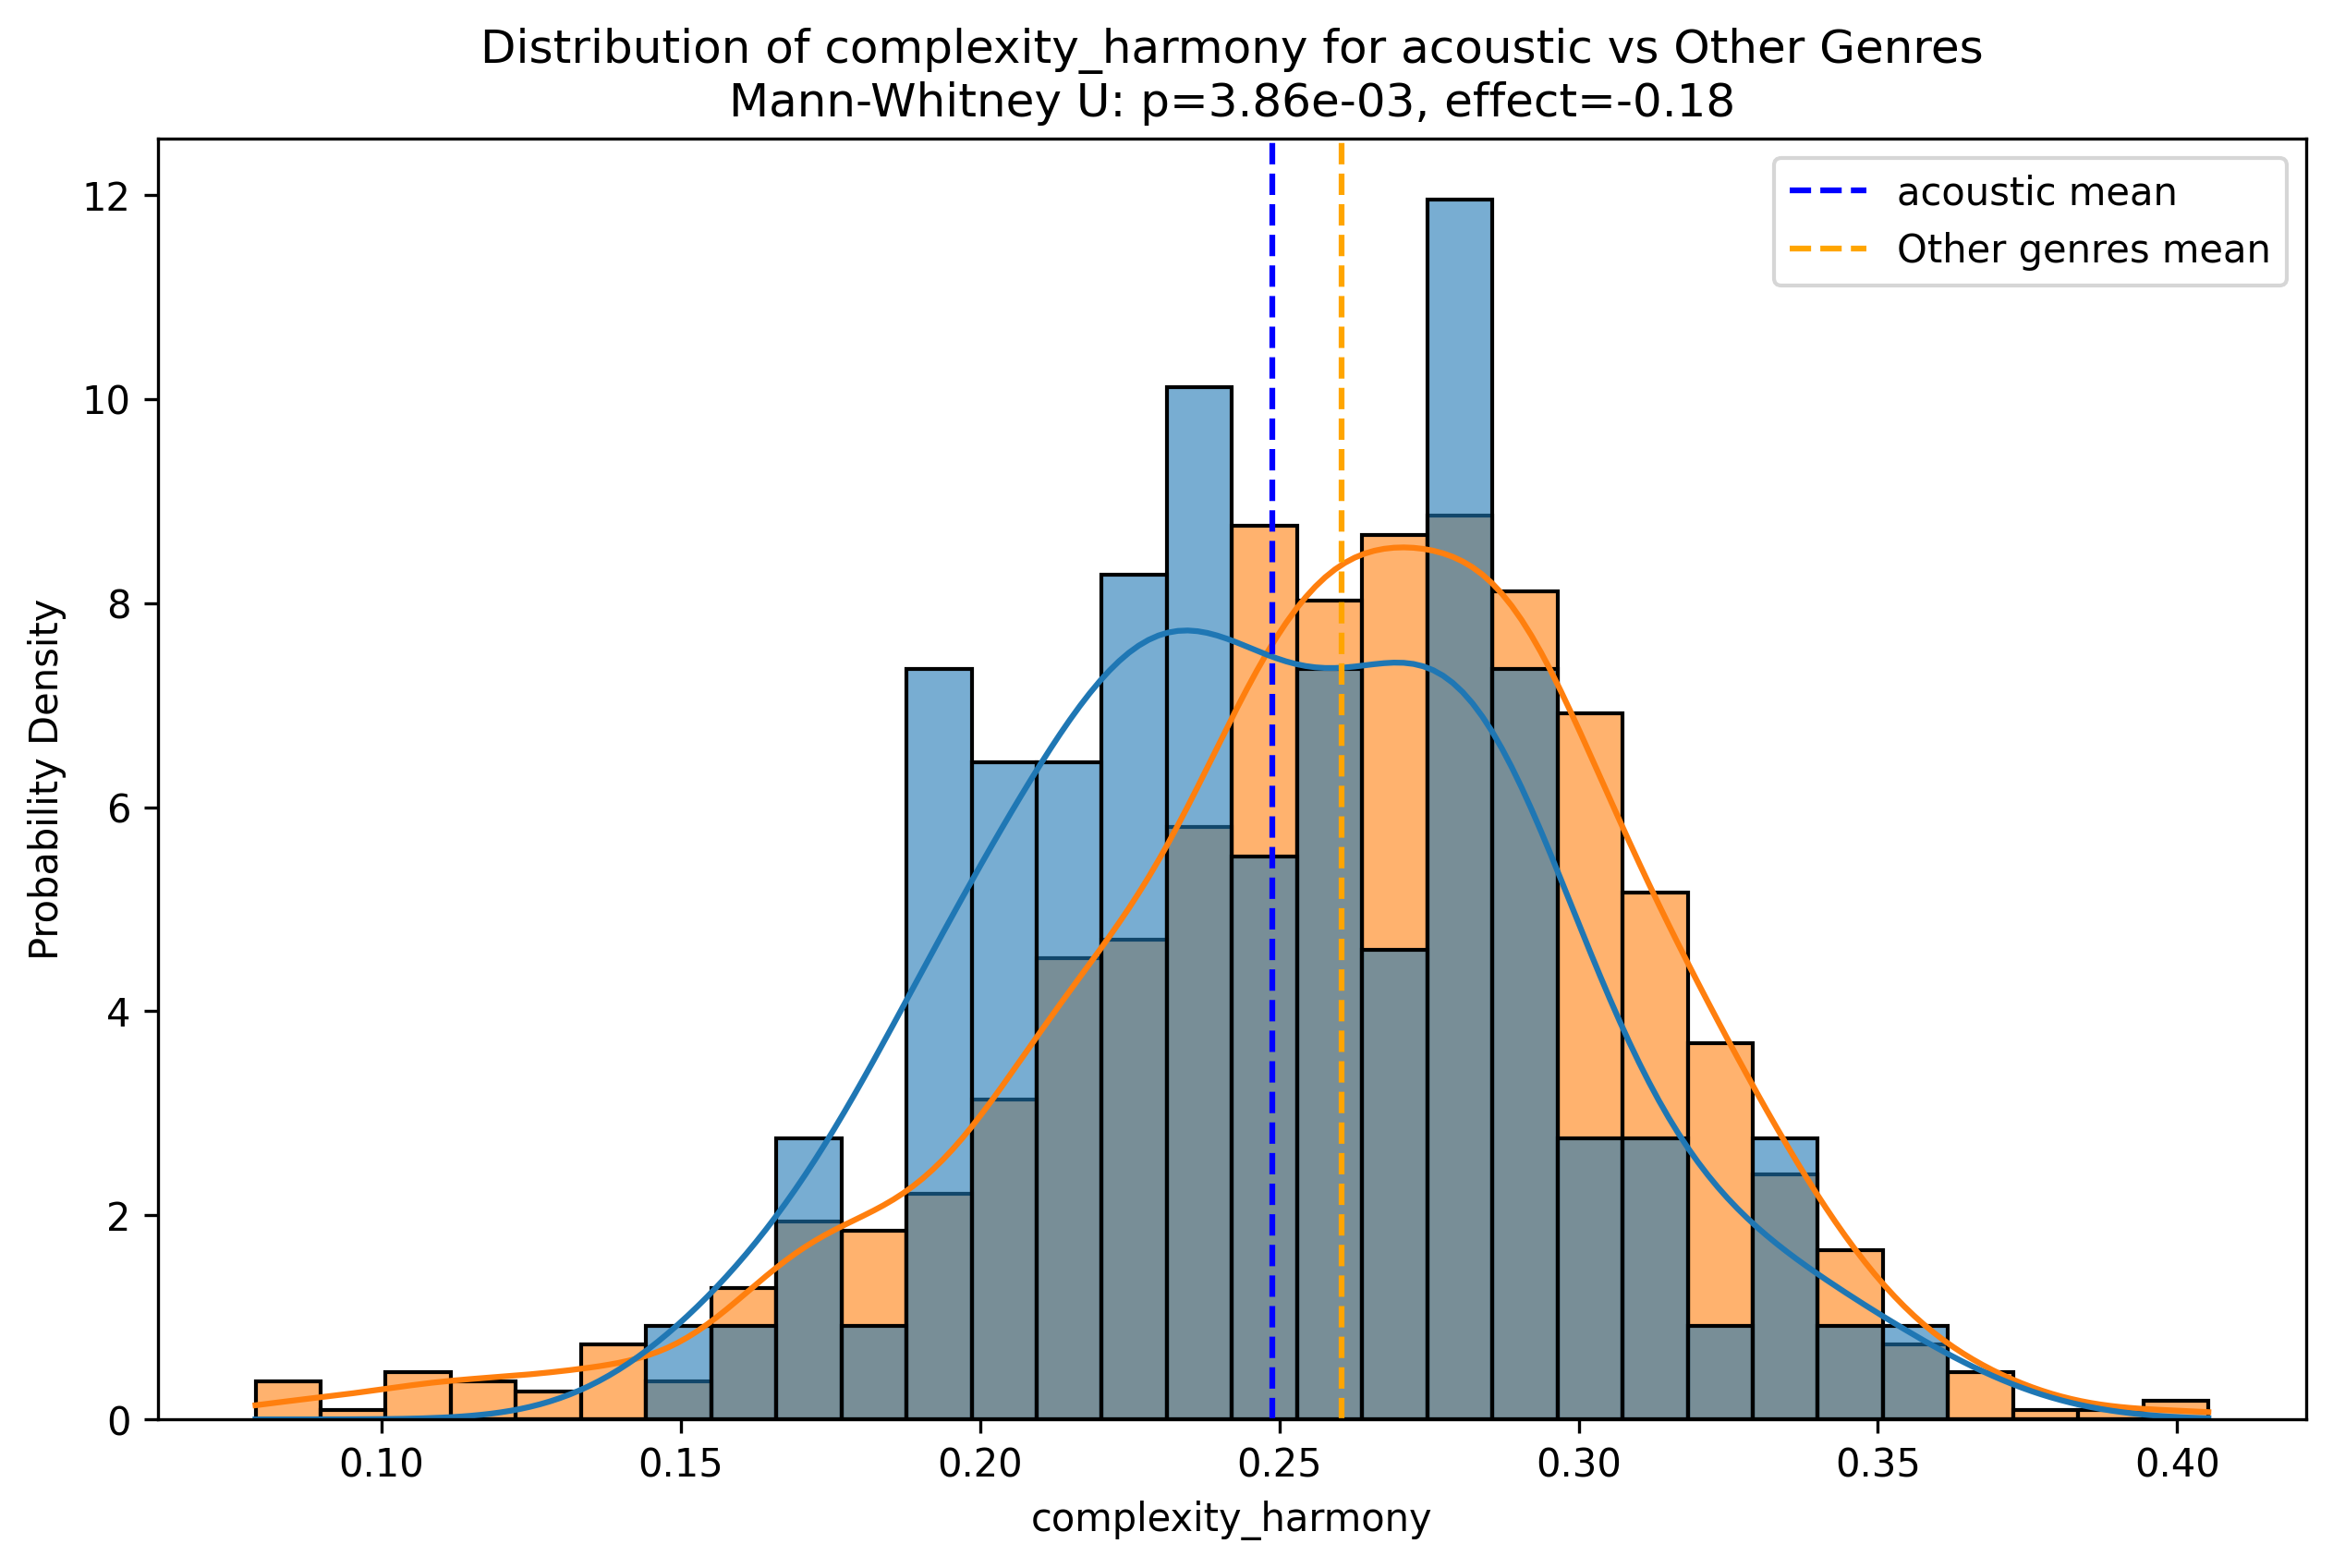 Distribution of complexity_harmony for acoustic vs Other Genres
Mann-Whitney U: p=3.86e-03, effect=-0.18
acoustic mean
Other genres mean
Probability Density
12
10
8
6
4
2
0
0.10 0.15 0.20 0.25 0.30 0.35 0.40
complexity_harmony